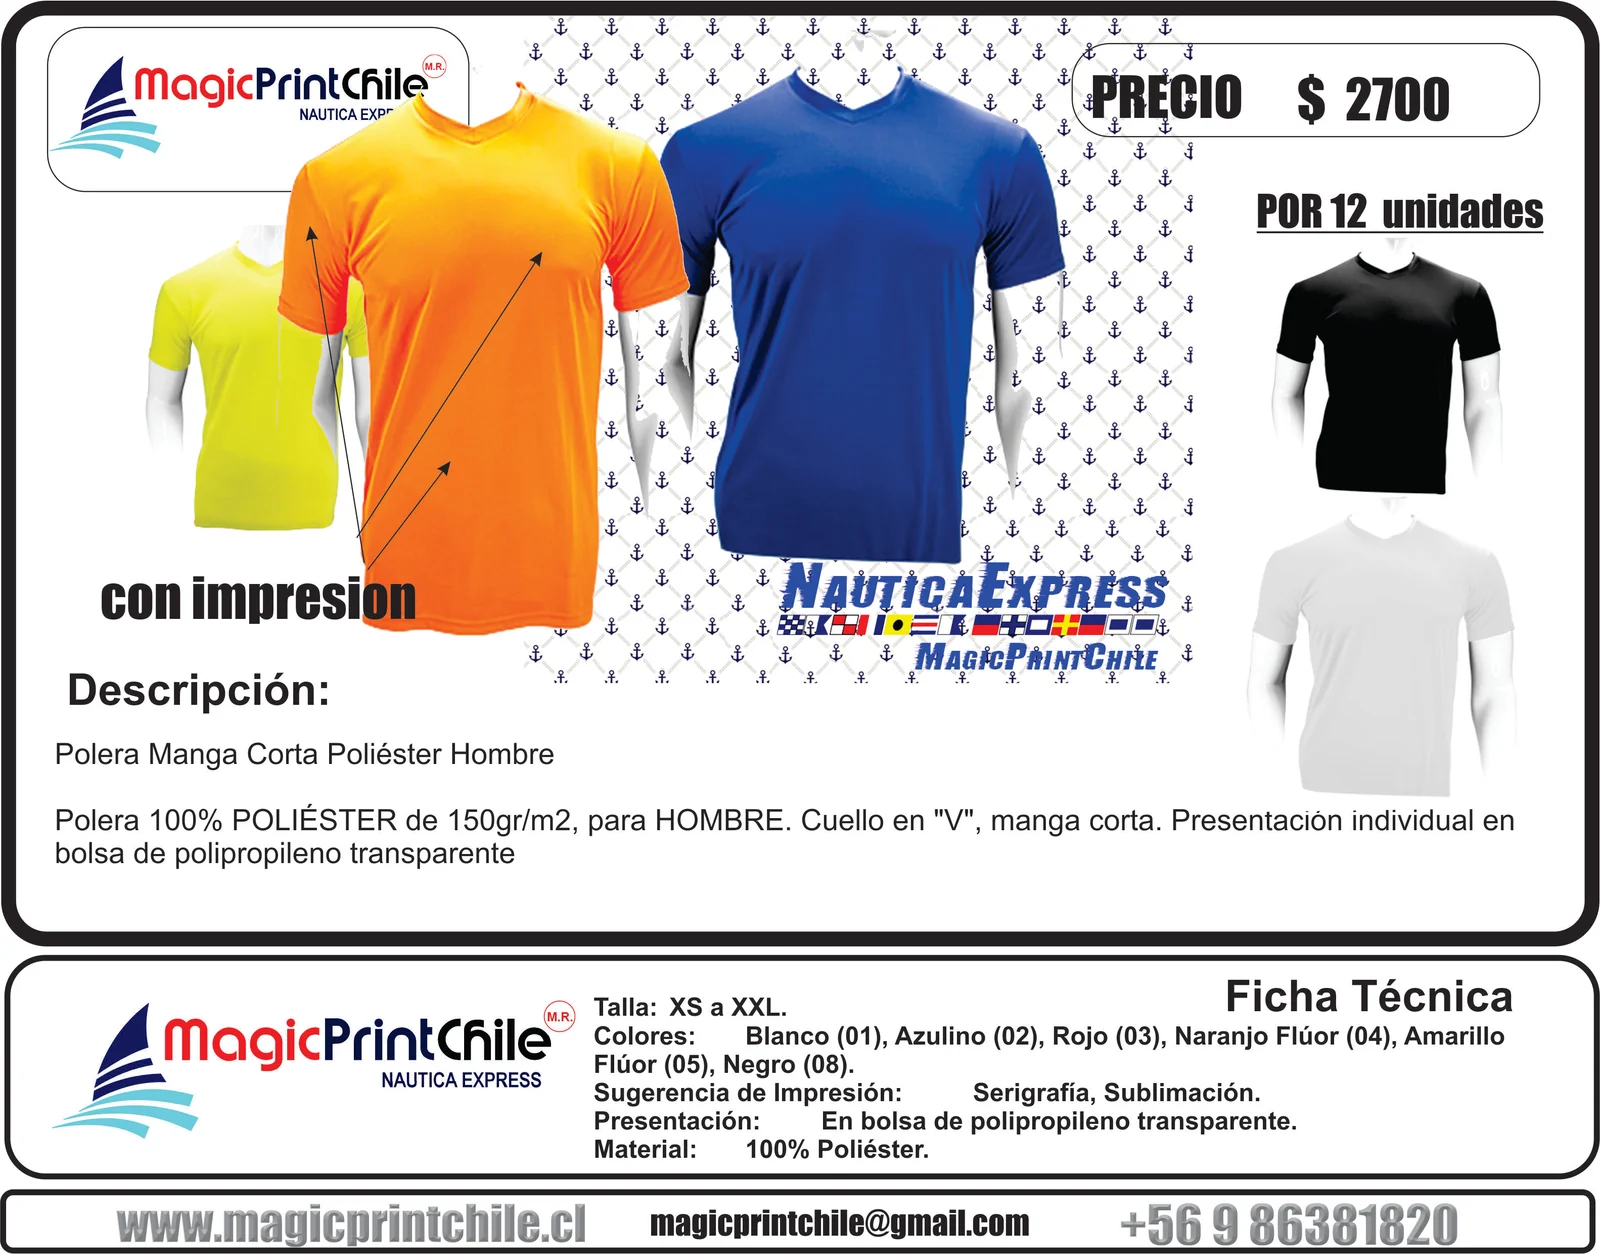 MagicPrintChile M.R.
NAUTICA
PRECIO $ 2700
POR 12 unidades
con impresion
NAUTICAEXPRESS
MAGICPRINTCHILE
Descripción:
Polera Manga Corta Poliéster Hombre
Polera 100% POLIÉSTER de 150gr/m2, para HOMBRE. Cuello en "V", manga corta. Presentación individual en
bolsa de polipropileno transparente
Ficha Técnica
MagicPrintChile M.R.
NAUTICA EXPRESS
Talla: XS a XXL.
Colores: Blanco (01), Azulino (02), Rojo (03), Naranjo Flúor (04), Amarillo
Flúor (05), Negro (08).
Sugerencia de Impresión: Serigrafía, Sublimación.
Presentación: En bolsa de polipropileno transparente.
Material: 100% Poliéster.
www.magicprintchile.cl magicprintchile@gmail.com +56 9 86381820